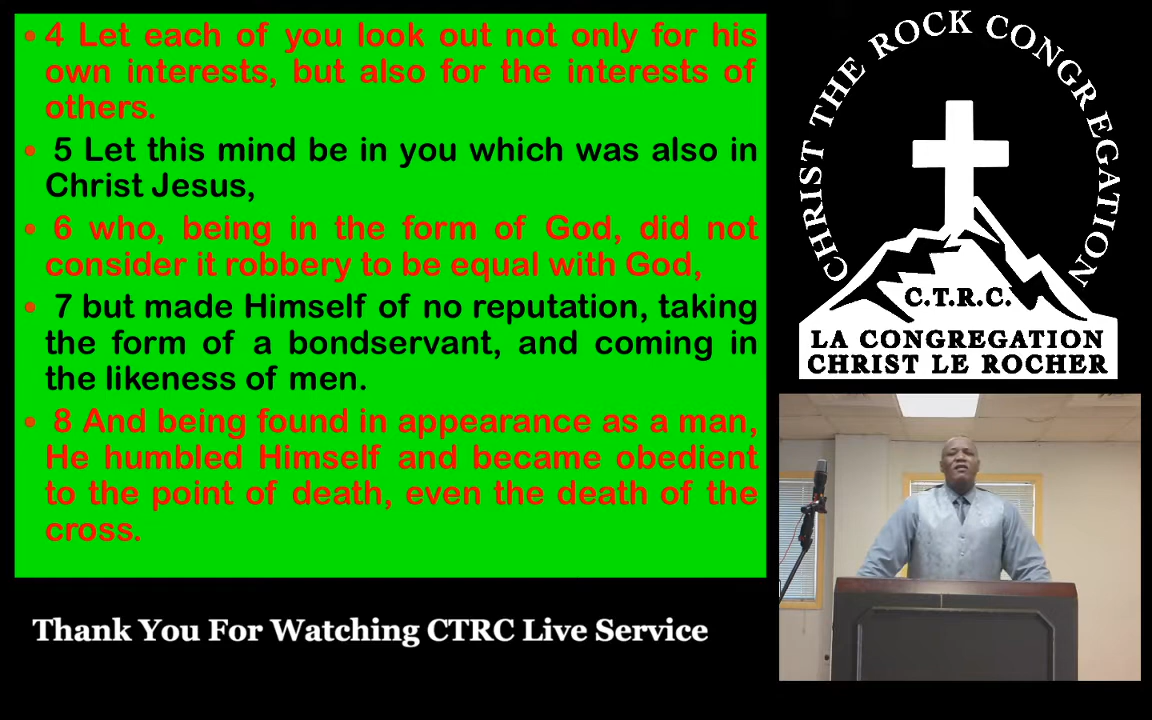 • 4 Let each of you look out not only for his
own interests, but also for the interests of
others.
• 5 Let this mind be in you which was also in
Christ Jesus,
• 6 who, being in the form of God, did not
consider it robbery to be equal with God,
• 7 but made Himself of no reputation, taking
the form of a bondservant, and coming in
the likeness of men.
• 8 And being found in appearance as a man,
He humbled Himself and became obedient
to the point of death, even the death of the
cross.
Thank You For Watching CTRC Live Service
CHRIST THE ROCK CONGREGATION
C.T.R.C.
LA CONGREGATION
CHRIST LE ROCHER